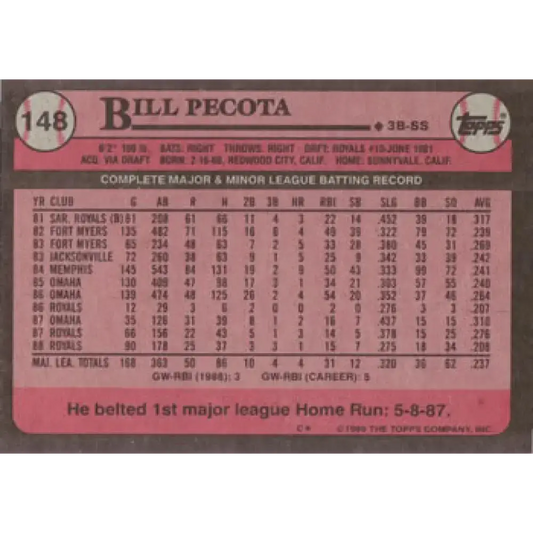 148
BILL PECOTA
♦ 3B-SS
TOPPS
6'2" 190 lb. BATS: RIGHT THROWS: RIGHT DRAFT: ROYALS #10-JUNE 1981
ACQ. VIA DRAFT BORN: 2-16-60, REDWOOD CITY, CALIF. HOME: SUNNYVALE, CALIF.
COMPLETE MAJOR & MINOR LEAGUE BATTING RECORD
YR CLUB G AB R H 2B 3B HR RBI SB SLG BB SO AVG
81 SAR. ROYALS (B) 61 208 61 66 11 4 3 22 14 .452 39 18 .317
82 FORT MYERS 135 482 71 115 16 6 4 49 39 .322 79 72 .239
83 FORT MYERS 65 234 48 63 7 2 5 33 28 .380 45 31 .269
83 JACKSONVILLE 72 260 38 63 9 1 5 25 9 .342 33 39 .242
84 MEMPHIS 145 543 84 131 19 2 9 50 43 .333 99 72 .241
85 OMAHA 130 409 47 98 17 3 1 34 21 .303 57 55 .240
86 OMAHA 139 474 48 125 26 2 4 54 20 .352 37 46 .264
86 ROYALS 12 29 3 6 2 0 0 2 0 .276 3 3 .207
87 OMAHA 35 126 31 39 8 1 2 16 7 .437 15 15 .310
87 ROYALS 66 156 22 43 5 1 3 14 5 .378 15 25 .276
88 ROYALS 90 178 25 37 3 3 1 15 7 .275 18 34 .208
MAJ. LEA. TOTALS 168 363 50 86 10 4 4 31 12 .320 36 62 .237
GW-RBI (1988): 3 GW-RBI (CAREER): 5
He belted 1st major league Home Run: 5-8-87.
C* © 1989 THE TOPPS COMPANY, INC.